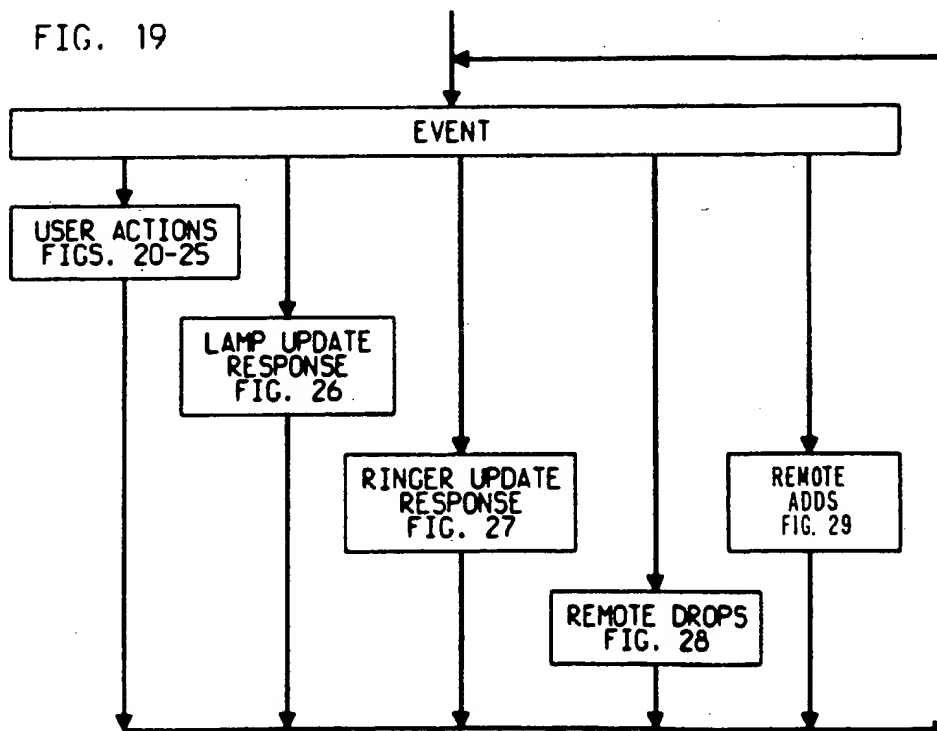 FIG. 19
EVENT
USER ACTIONS
FIGS. 20-25
LAMP UPDATE
RESPONSE
FIG. 26
RINGER UPDATE
RESPONSE
FIG. 27
REMOTE
ADDS
FIG. 29
REMOTE DROPS
FIG. 28